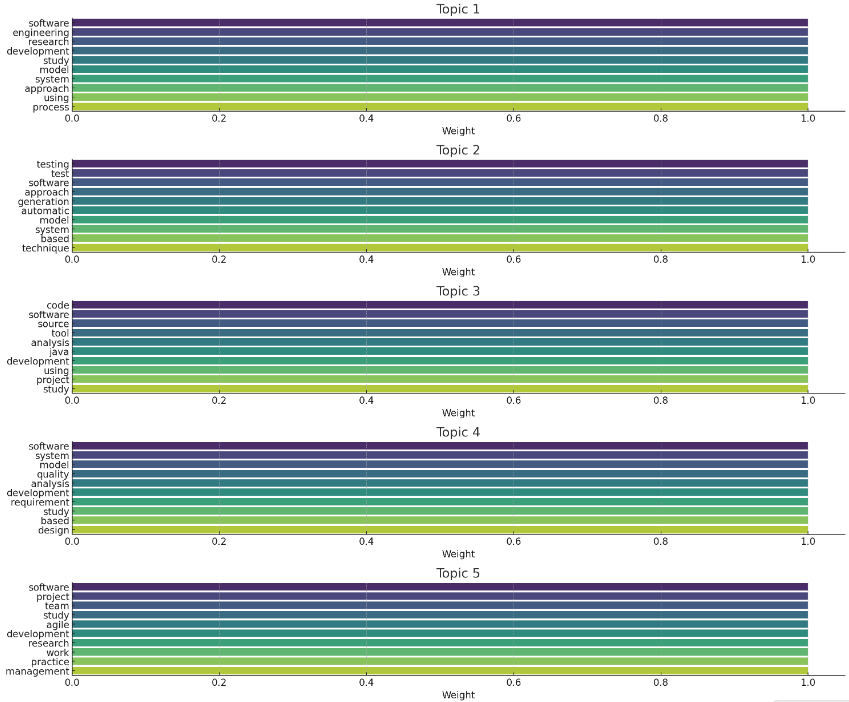 Topic 1
software
engineering
research
development
study
model
system
approach
using
process
0.0 0.2 0.4 0.6 0.8 1.0
Weight
Topic 2
testing
test
software
approach
generation
automatic
model
system
based
technique
0.0 0.2 0.4 0.6 0.8 1.0
Weight
Topic 3
code
software
source
tool
analysis
java
development
using
project
study
0.0 0.2 0.4 0.6 0.8 1.0
Weight
Topic 4
software
system
model
quality
analysis
development
requirement
study
based
design
0.0 0.2 0.4 0.6 0.8 1.0
Weight
Topic 5
software
project
team
study
agile
development
research
work
practice
management
0.0 0.2 0.4 0.6 0.8 1.0
Weight